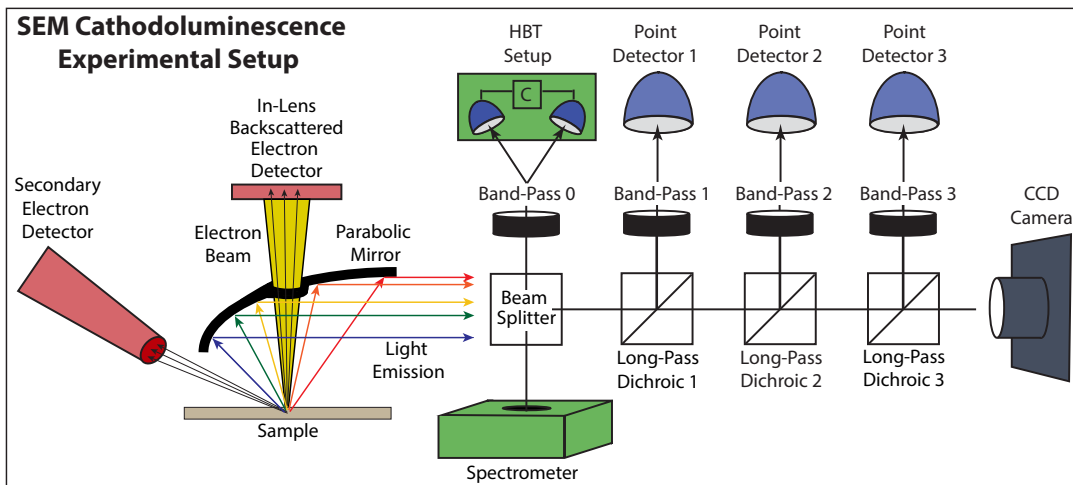 SEM Cathodoluminescence
Experimental Setup
In-Lens
Backscattered
Electron
Detector
Secondary
Electron
Detector
Electron
Beam
Parabolic
Mirror
Light
Emission
Sample
HBT
Setup
C
Band-Pass 0
Beam
Splitter
Spectrometer
Point
Detector 1
Band-Pass 1
Long-Pass
Dichroic 1
Point
Detector 2
Band-Pass 2
Long-Pass
Dichroic 2
Point
Detector 3
Band-Pass 3
Long-Pass
Dichroic 3
CCD
Camera